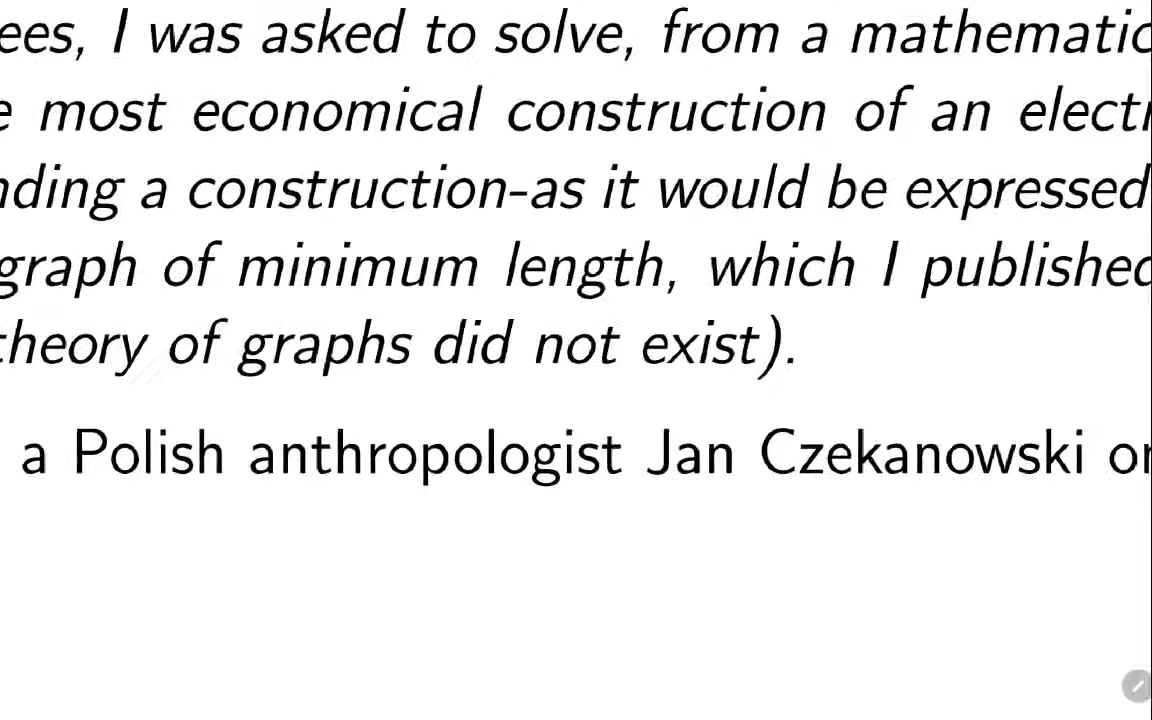 ees, I was asked to solve, from a mathematic
e most economical construction of an electr
nding a construction-as it would be expressed
graph of minimum length, which I published
theory of graphs did not exist).
a Polish anthropologist Jan Czekanowski or